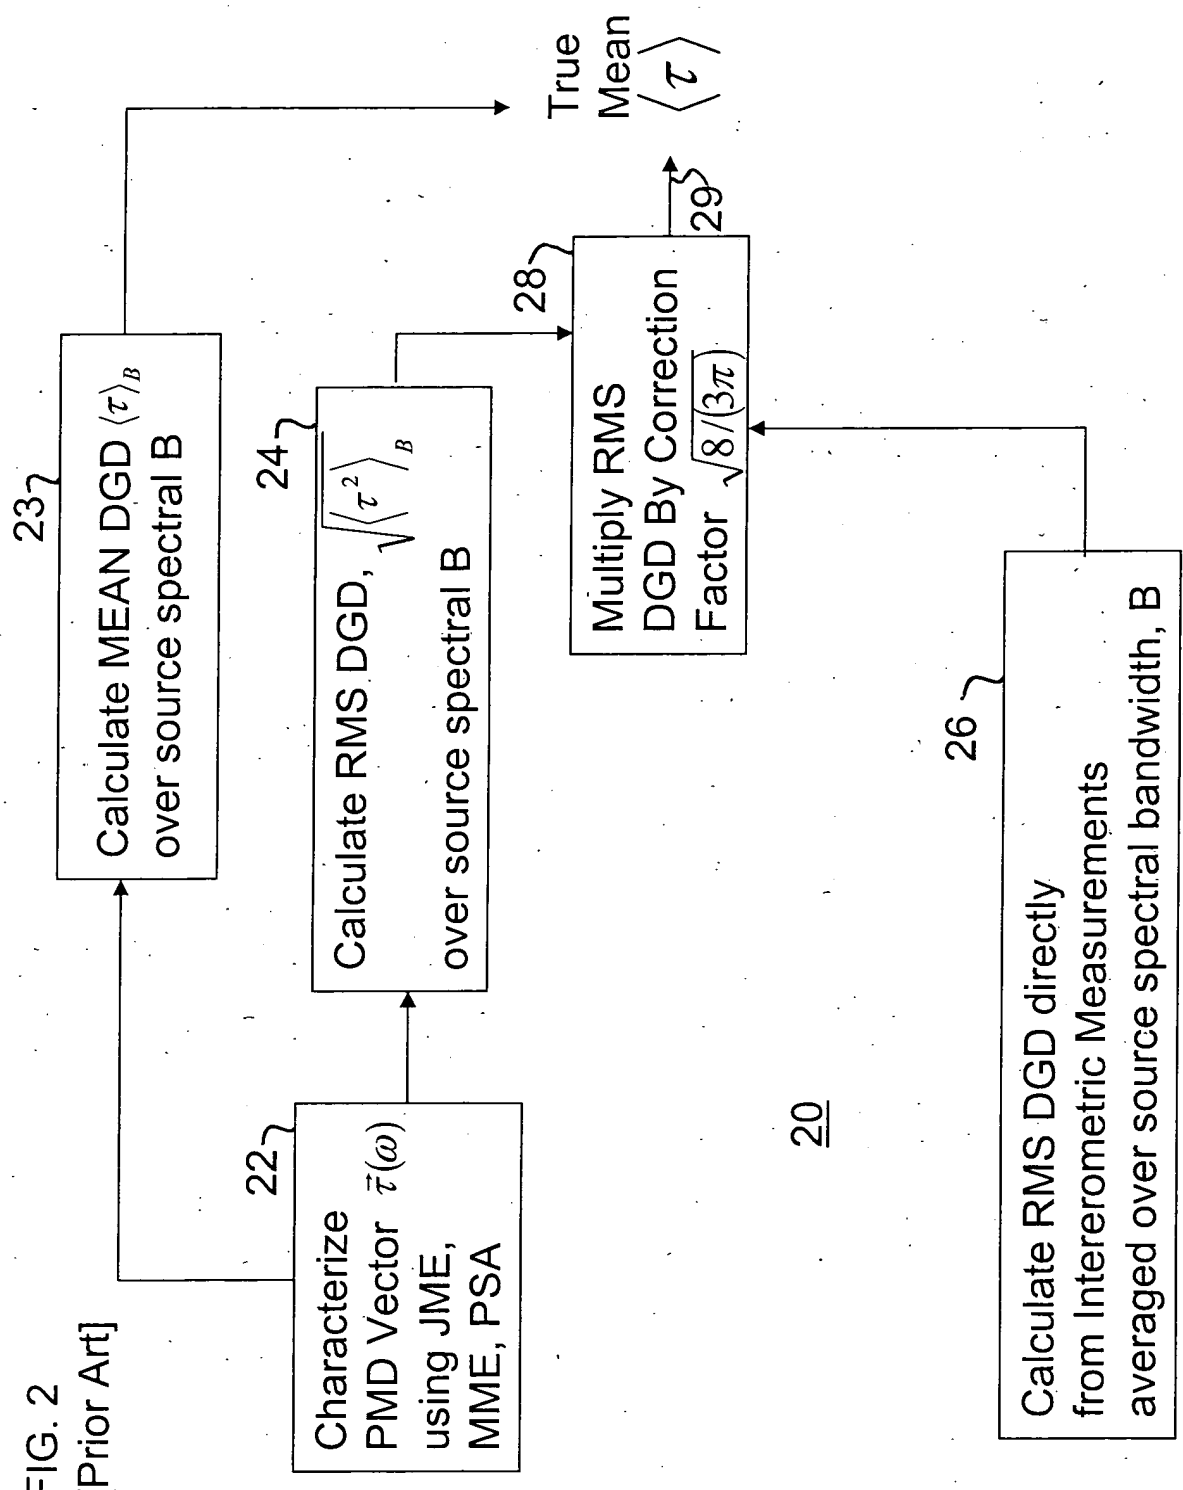 FIG. 2
[Prior Art]
23
Calculate MEAN DGD ⟨τ⟩_B
over source spectral B
22
Characterize
PMD Vector τ⃗(ω)
using JME,
MME, PSA
24
Calculate RMS DGD, √⟨τ²⟩_B
over source spectral B
28
Multiply RMS
DGD By Correction
Factor √8/(3π)
29
True
Mean
⟨τ⟩
20
26
Calculate RMS DGD directly
from Intererometric Measurements
averaged over source spectral bandwidth, B